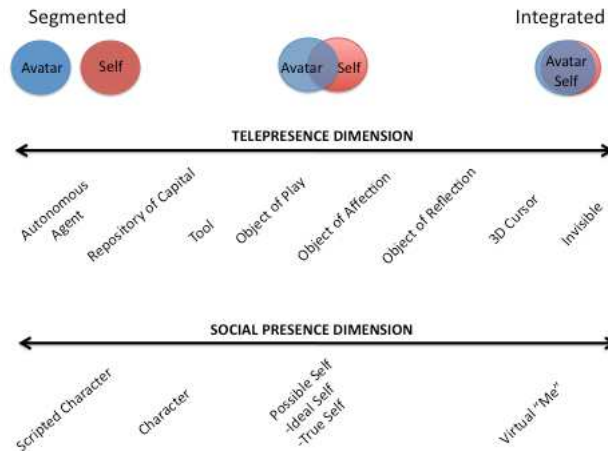 Segmented
Integrated
Avatar
Self
Avatar
Self
Avatar
Self
TELEPRESENCE DIMENSION
Autonomous
Agent
Repository of Capital
Tool
Object of Play
Object of Affection
Object of Reflection
3D Cursor
Invisible
SOCIAL PRESENCE DIMENSION
Scripted Character
Character
Possible Self
-Ideal Self
-True Self
Virtual “Me”